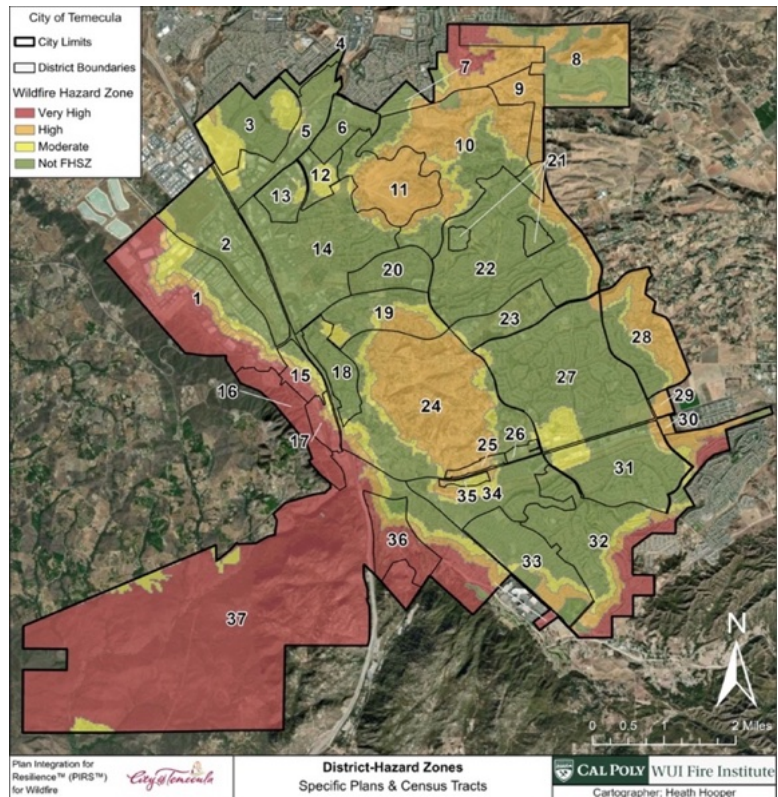 City of Temecula
City Limits
District Boundaries
Wildfire Hazard Zone
Very High
High
Moderate
Not FHSZ
4
7
8
9
3
5
6
10
12
11
13
21
2
14
20
22
1
19
23
28
15
18
27
16
24
29
17
26
30
25
31
35
34
36
33
32
37
N
0 0.5 1 2 Miles
Plan Integration for
Resilience™ (PIRS™)
for Wildfire
City of Temecula
District-Hazard Zones
Specific Plans & Census Tracts
CAL POLY WUI Fire Institute
Cartographer: Heath Hooper